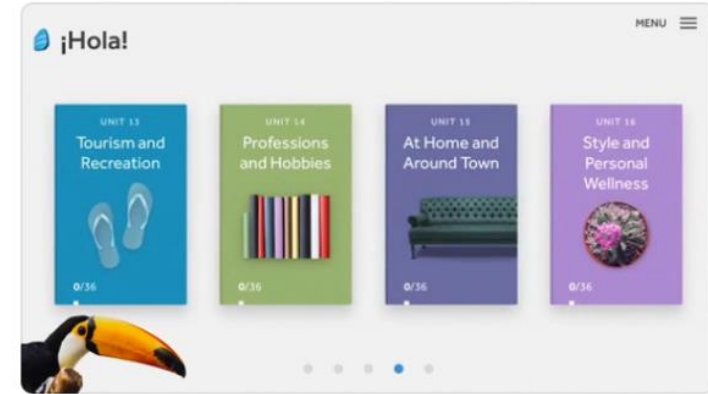 MENU
¡Hola!
UNIT 13
Tourism and
Recreation
0/36
UNIT 14
Professions
and Hobbies
0/36
UNIT 15
At Home and
Around Town
0/36
UNIT 16
Style and
Personal
Wellness
0/36